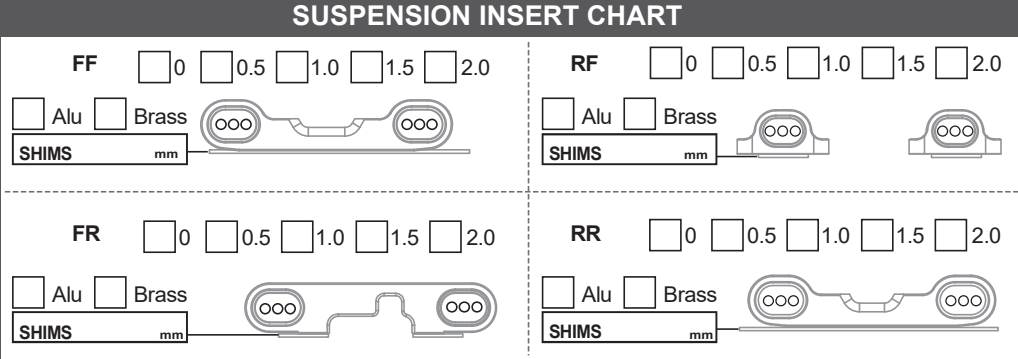 SUSPENSION INSERT CHART
FF 0 0.5 1.0 1.5 2.0
Alu Brass
SHIMS mm
RF 0 0.5 1.0 1.5 2.0
Alu Brass
SHIMS mm
FR 0 0.5 1.0 1.5 2.0
Alu Brass
SHIMS mm
RR 0 0.5 1.0 1.5 2.0
Alu Brass
SHIMS mm